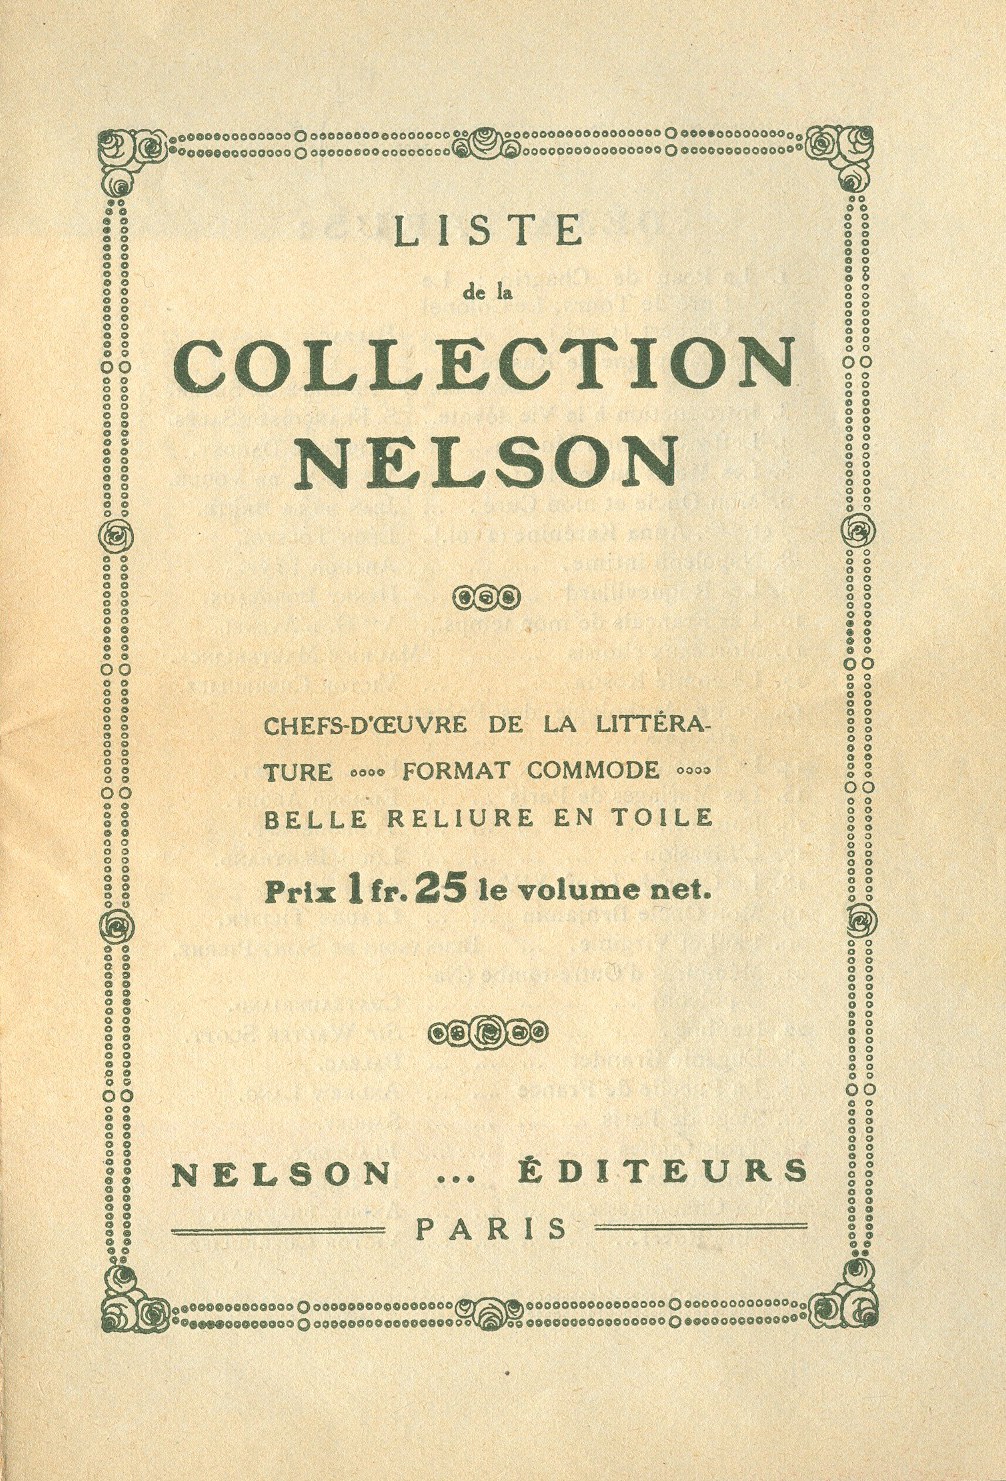 LISTE
de la
COLLECTION
NELSON
CHEFS-D'ŒUVRE DE LA LITTÉRA-
TURE FORMAT COMMODE
BELLE RELIURE EN TOILE
Prix 1 fr. 25 le volume net.
NELSON ... ÉDITEURS
PARIS